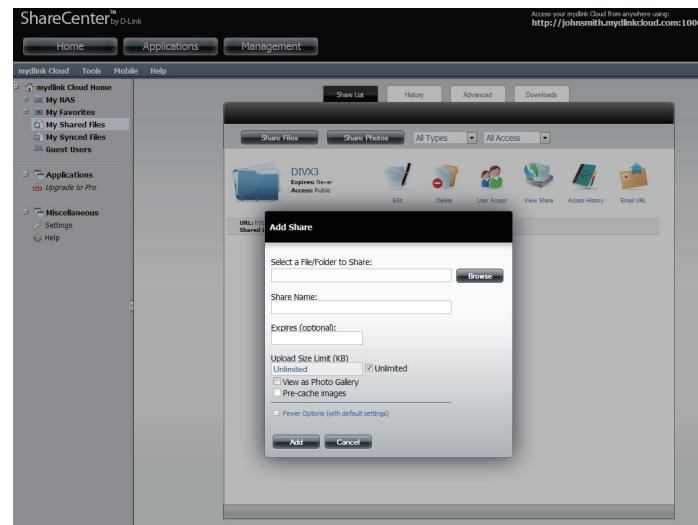 ShareCenter™ by D-Link
Access your mydlink Cloud from anywhere using:
http://johnsmith.mydlinkcloud.com:100
Home Applications Management
mydlink Cloud Tools Mobile Help
mydlink Cloud Home
My NAS
My Favorites
My Shared Files
My Synced Files
Guest Users
Applications
Upgrade to Pro
Miscellaneous
Settings
Help
Share List History Advanced Downloads
Share Files Share Photos All Types All Access
DIVX3
Expires: Never
Access: Public
Edit Delete User Access View Share Access History Email URL
URL:
Shared
Add Share
Select a File/Folder to Share:
Browse
Share Name:
Expires (optional):
Upload Size Limit (KB)
Unlimited Unlimited
View as Photo Gallery
Pre-cache images
Fewer Options (with default settings)
Add Cancel